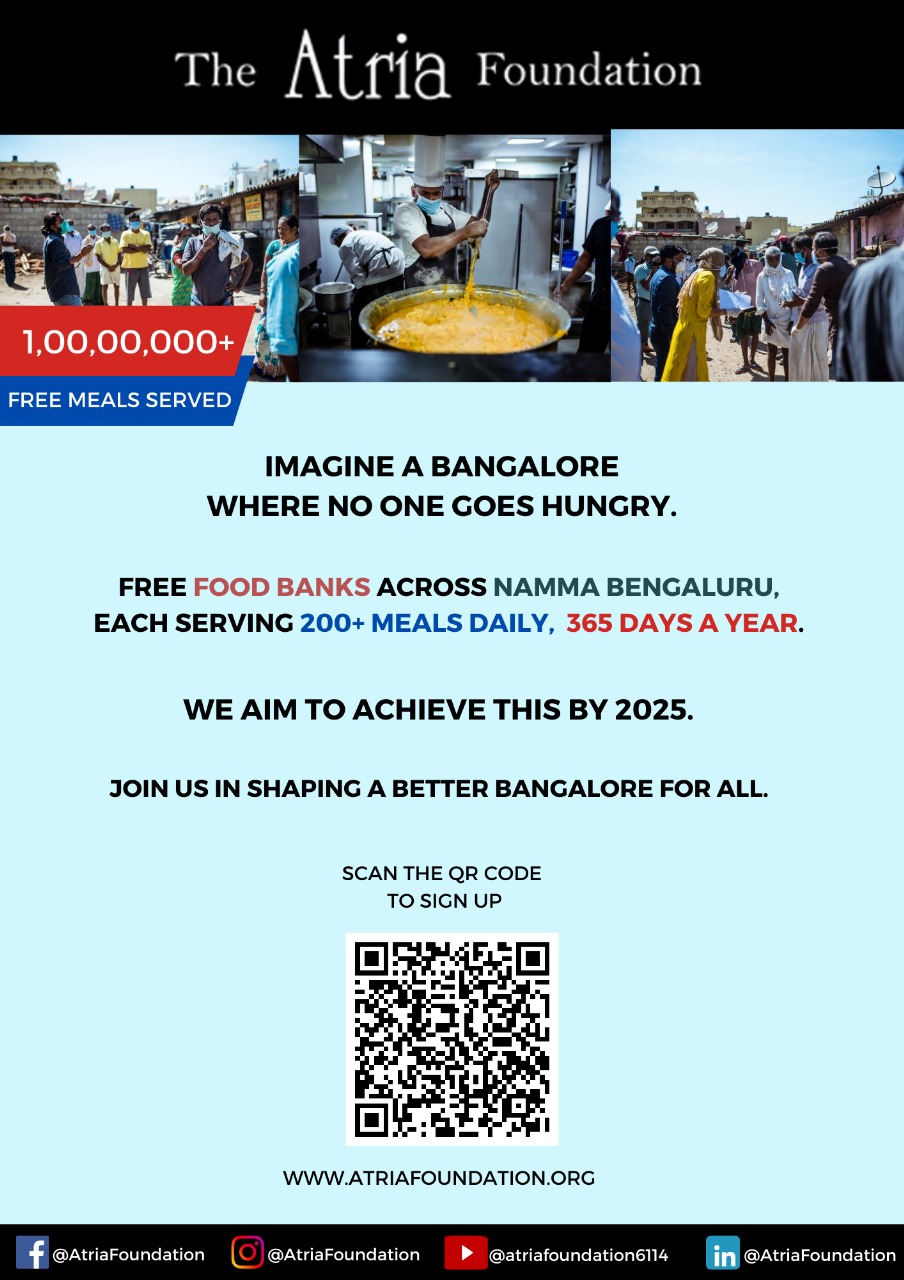 The Atria Foundation
1,00,00,000+
FREE MEALS SERVED
IMAGINE A BANGALORE
WHERE NO ONE GOES HUNGRY.
FREE FOOD BANKS ACROSS NAMMA BENGALURU,
EACH SERVING 200+ MEALS DAILY, 365 DAYS A YEAR.
WE AIM TO ACHIEVE THIS BY 2025.
JOIN US IN SHAPING A BETTER BANGALORE FOR ALL.
SCAN THE QR CODE
TO SIGN UP
WWW.ATRIAFOUNDATION.ORG
@AtriaFoundation @AtriaFoundation @atriafoundation6114 @AtriaFoundation